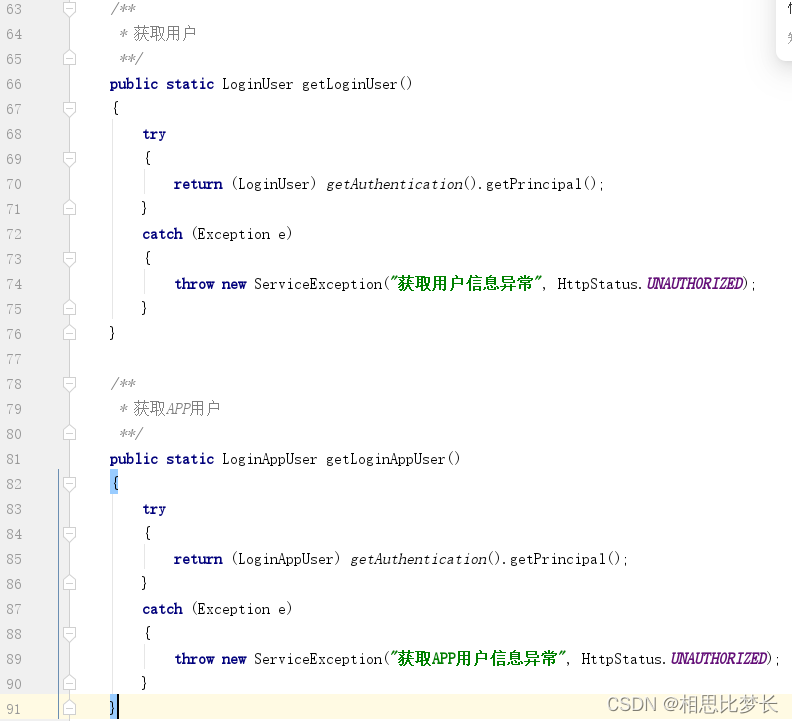 63 /**
64 * 获取用户
65 **/
66 public static LoginUser getLoginUser()
67 {
68 try
69 {
70 return (LoginUser) getAuthentication().getPrincipal();
71 }
72 catch (Exception e)
73 {
74 throw new ServiceException("获取用户信息异常", HttpStatus.UNAUTHORIZED);
75 }
76 }
77
78 /**
79 * 获取APP用户
80 **/
81 public static LoginAppUser getLoginAppUser()
82 {
83 try
84 {
85 return (LoginAppUser) getAuthentication().getPrincipal();
86 }
87 catch (Exception e)
88 {
89 throw new ServiceException("获取APP用户信息异常", HttpStatus.UNAUTHORIZED);
90 }
91 }
CSDN @相思比梦长